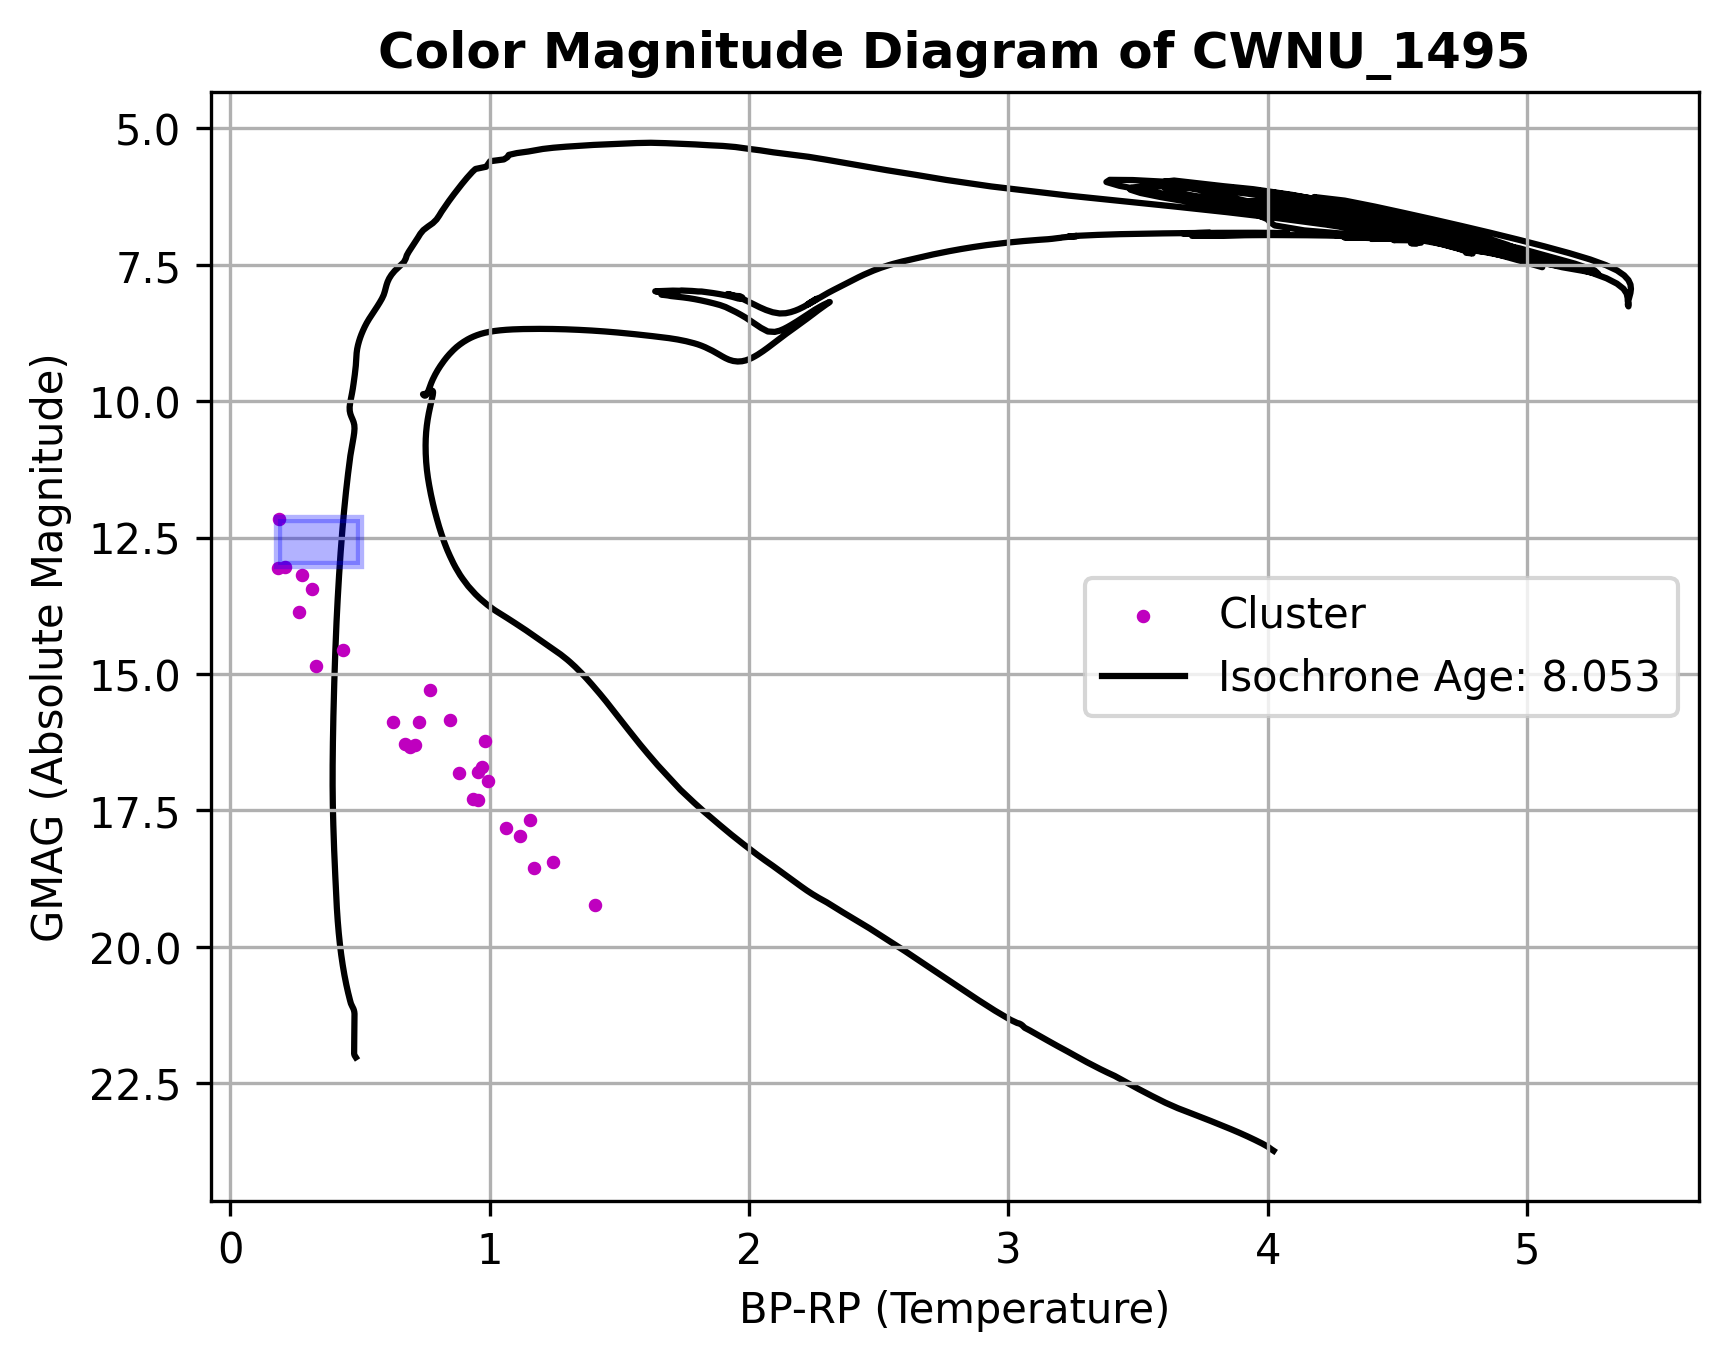 Color Magnitude Diagram of CWNU_1495
GMAG (Absolute Magnitude)
5.0
7.5
10.0
12.5
15.0
17.5
20.0
22.5
Cluster
Isochrone Age: 8.053
0 1 2 3 4 5
BP-RP (Temperature)